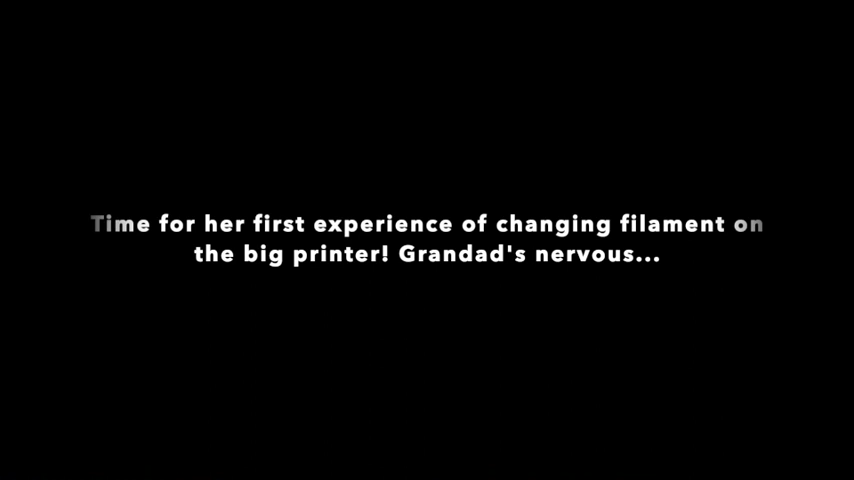 Time for her first experience of changing filament on
the big printer! Grandad's nervous...